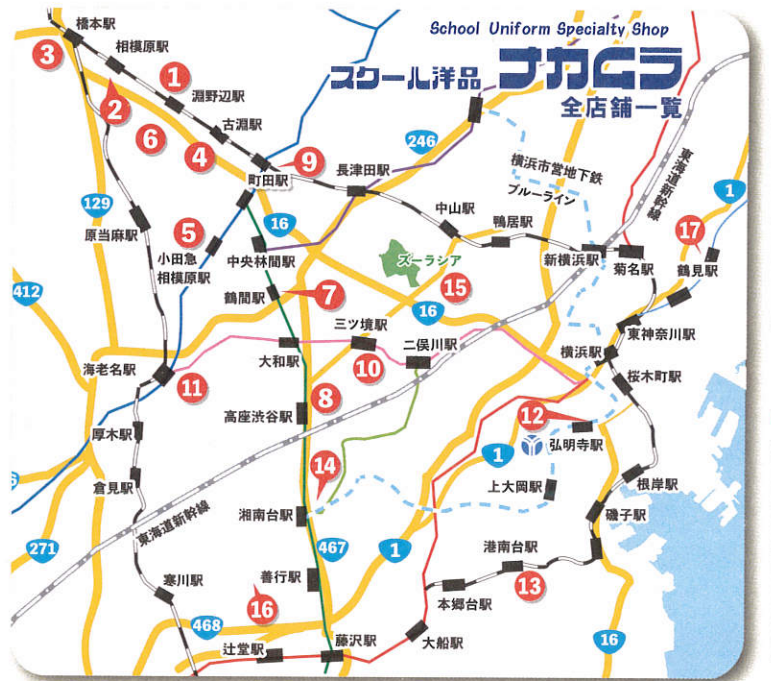 School Uniform Specialty Shop
スクール洋品 ナカムラ
全店舗一覧
橋本駅
3
相模原駅
1
淵野辺駅
2
6
4
古淵駅
9
246
町田駅
長津田駅
横浜市営地下鉄
ブルーライン
東海道新幹線
1
129
原当麻駅
5
小田急
相模原駅
16
中央林間駅
中山駅
鴨居駅
新横浜駅
菊名駅
17
鶴見駅
ズーラシア
412
鶴間駅
7
15
16
東神奈川駅
三ツ境駅
二俣川駅
横浜駅
海老名駅
大和駅
10
桜木町駅
11
8
厚木駅
高座渋谷駅
12
弘明寺駅
倉見駅
14
1
上大岡駅
根岸駅
東海道新幹線
湘南台駅
磯子駅
271
467
1
港南台駅
寒川駅
善行駅
13
16
本郷台駅
468
辻堂駅
藤沢駅
大船駅
16